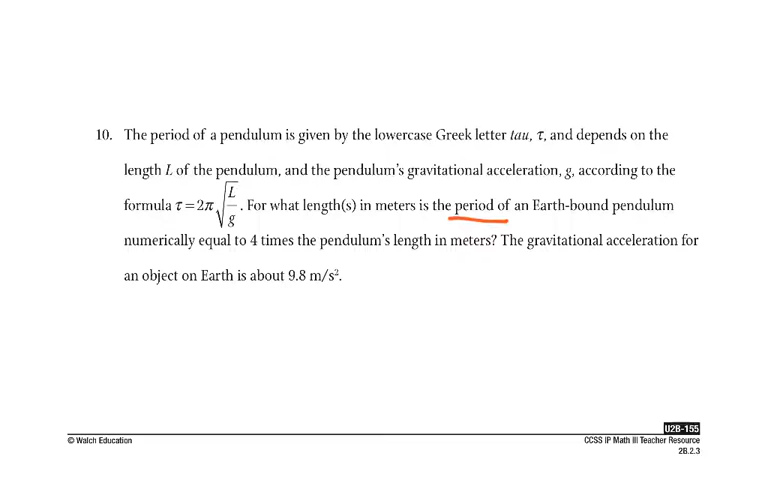 10. The period of a pendulum is given by the lowercase Greek letter tau, τ, and depends on the
length L of the pendulum, and the pendulum's gravitational acceleration, g, according to the
formula τ = 2π √(L/g). For what length(s) in meters is the period of an Earth-bound pendulum
numerically equal to 4 times the pendulum's length in meters? The gravitational acceleration for
an object on Earth is about 9.8 m/s².
U2B-155
© Walch Education
CCSS IP Math III Teacher Resource
2B.2.3